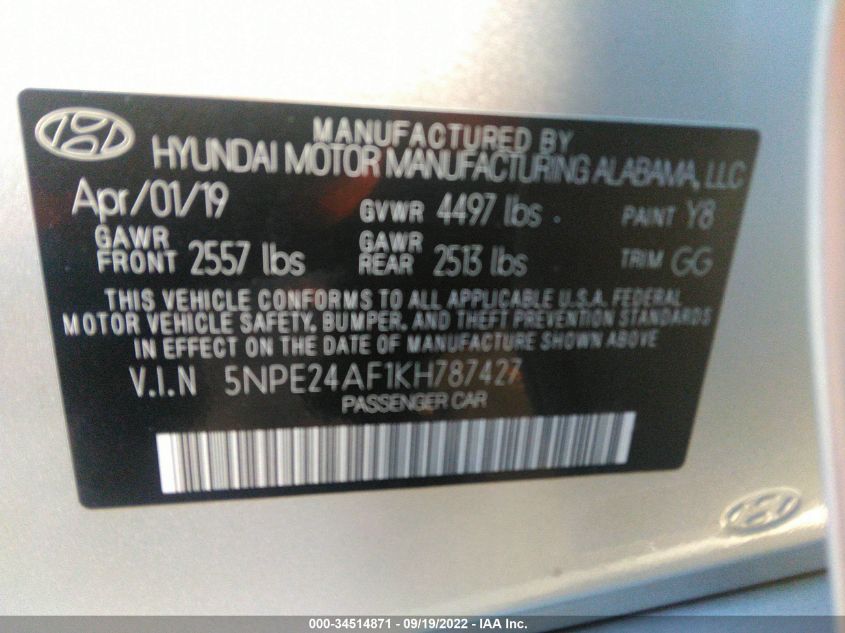 MANUFACTURED BY
HYUNDAI MOTOR MANUFACTURING ALABAMA, LLC
Apr/01/19 GVWR 4497 lbs PAINT Y8
GAWR FRONT 2557 lbs GAWR REAR 2513 lbs TRIM GG
THIS VEHICLE CONFORMS TO ALL APPLICABLE U.S.A. FEDERAL
MOTOR VEHICLE SAFETY, BUMPER, AND THEFT PREVENTION STANDARDS
IN EFFECT ON THE DATE OF MANUFACTURE SHOWN ABOVE
V.I.N 5NPE24AF1KH787427
PASSENGER CAR
000-34514871 - 09/19/2022 - IAA Inc.